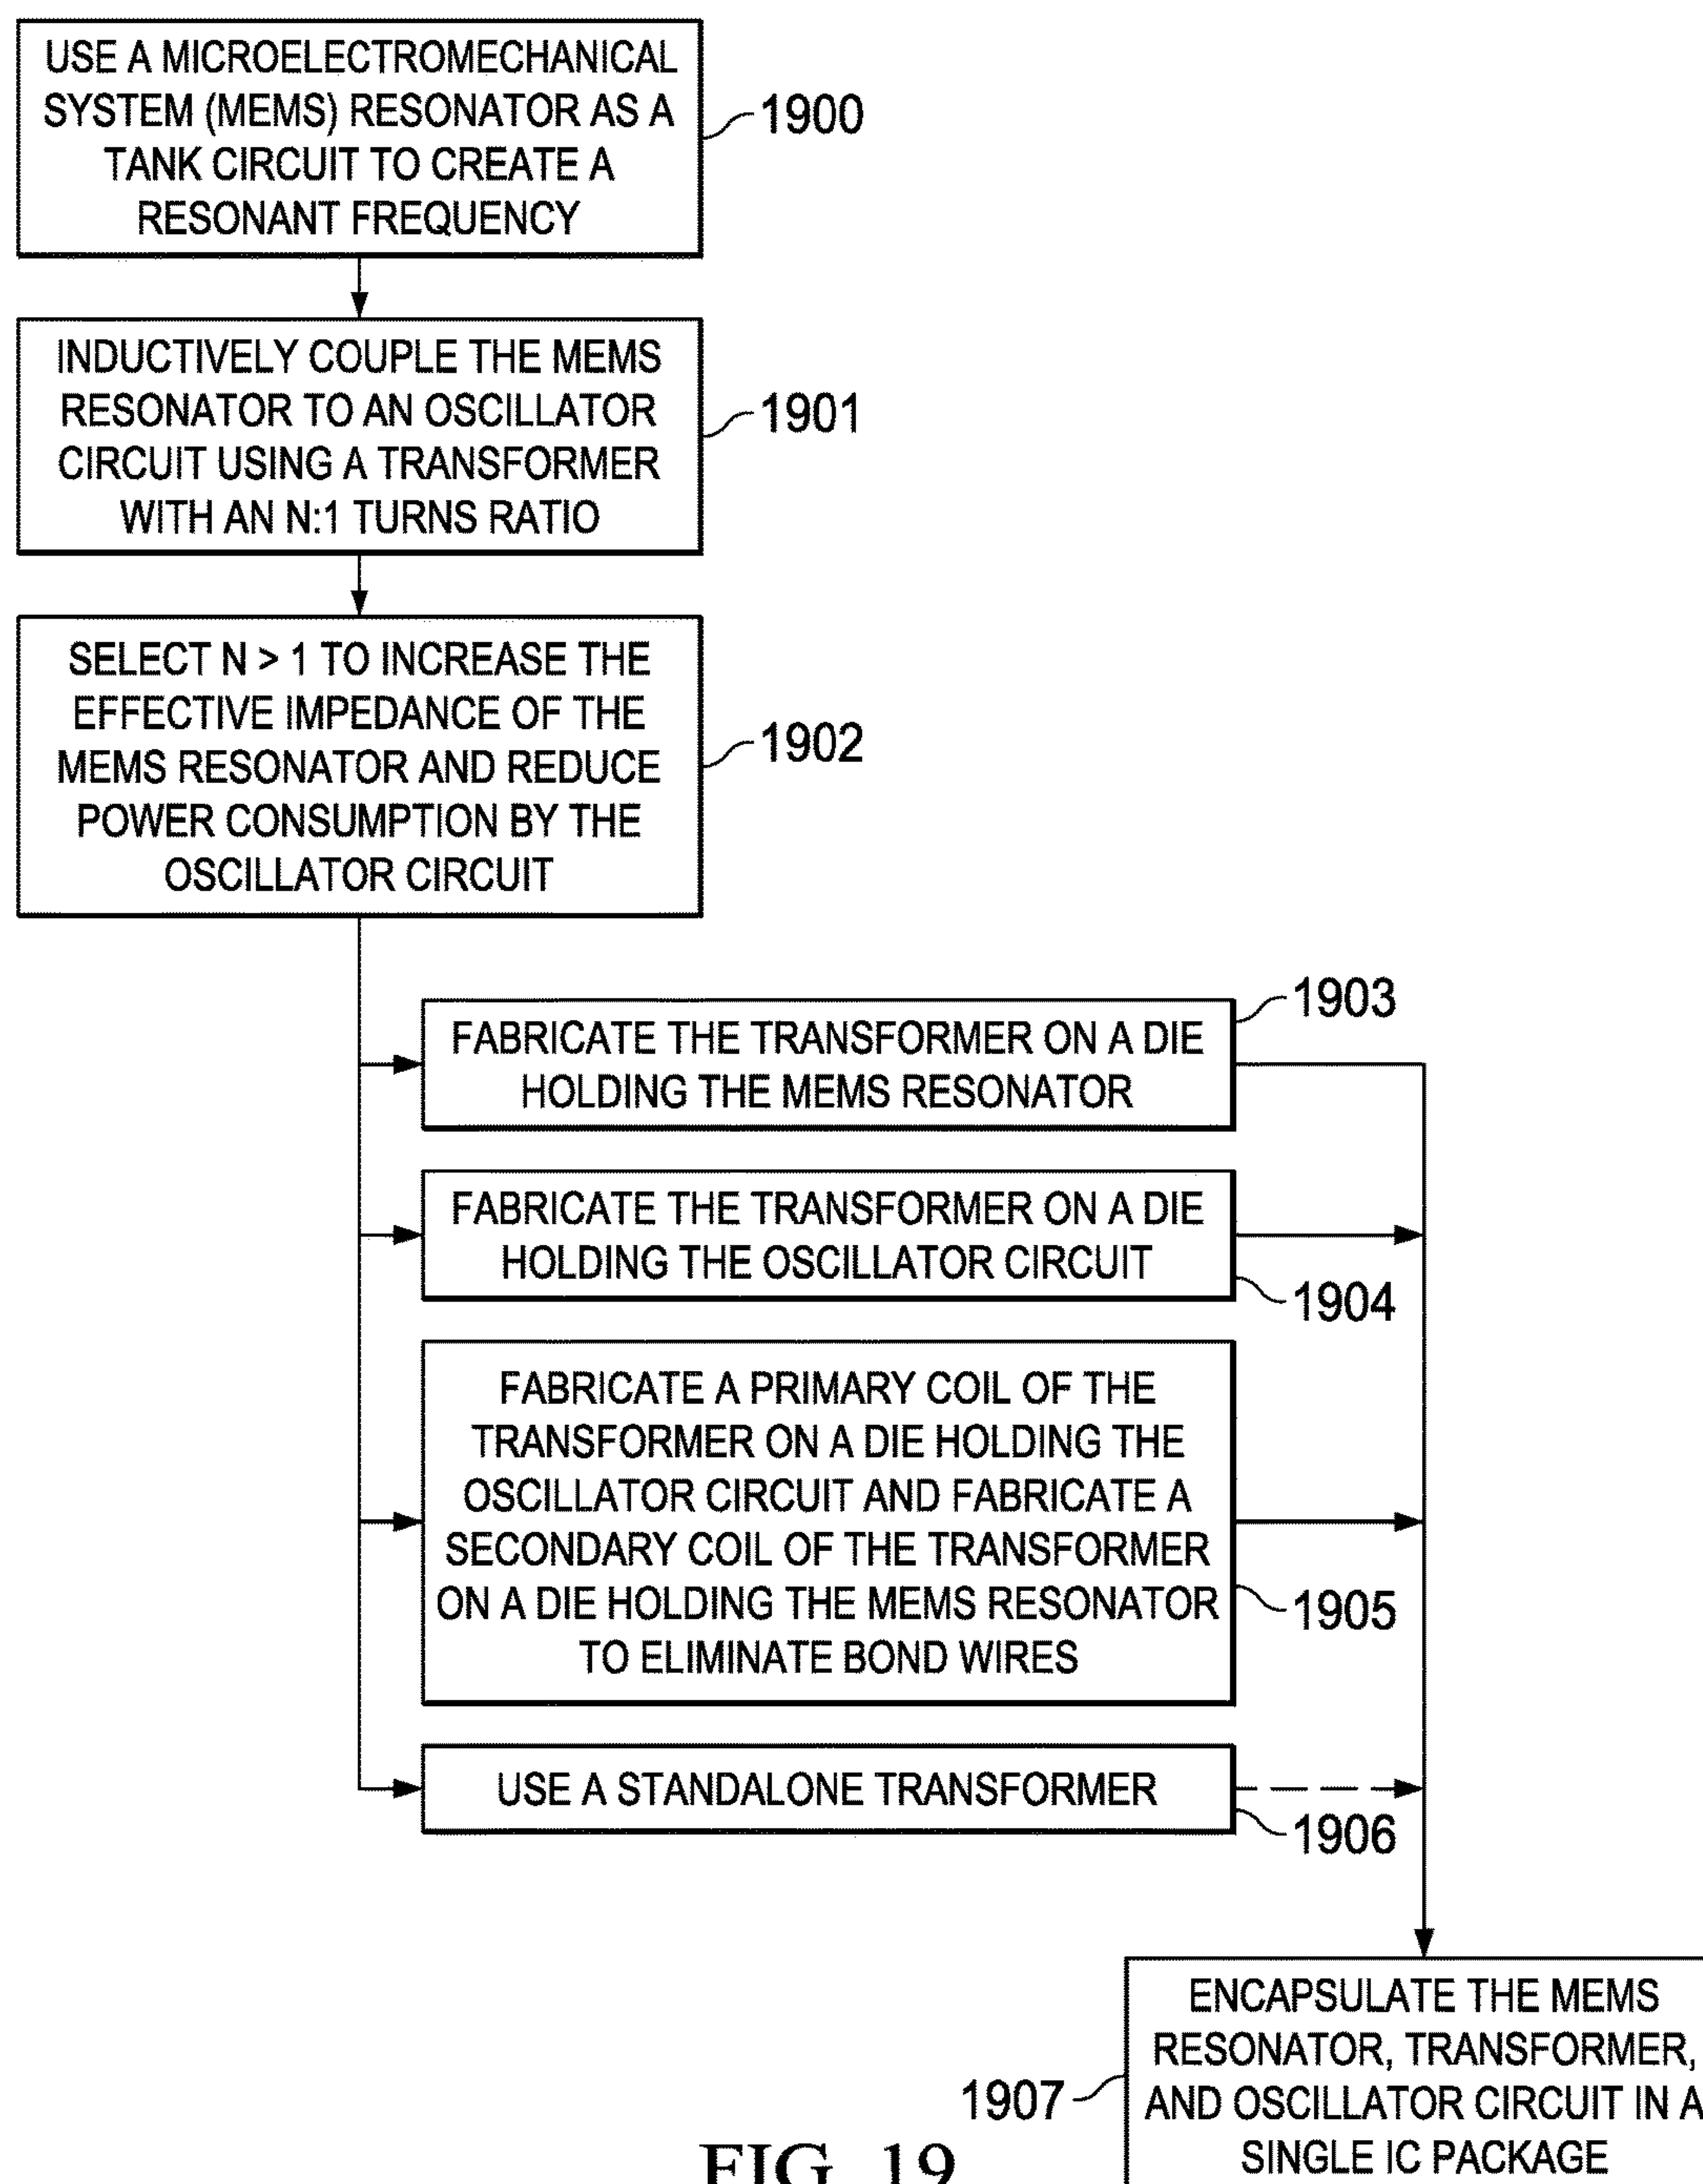 USE A MICROELECTROMECHANICAL
SYSTEM (MEMS) RESONATOR AS A
TANK CIRCUIT TO CREATE A
RESONANT FREQUENCY
1900
INDUCTIVELY COUPLE THE MEMS
RESONATOR TO AN OSCILLATOR
CIRCUIT USING A TRANSFORMER
WITH AN N:1 TURNS RATIO
1901
SELECT N > 1 TO INCREASE THE
EFFECTIVE IMPEDANCE OF THE
MEMS RESONATOR AND REDUCE
POWER CONSUMPTION BY THE
OSCILLATOR CIRCUIT
1902
1903
FABRICATE THE TRANSFORMER ON A DIE
HOLDING THE MEMS RESONATOR
FABRICATE THE TRANSFORMER ON A DIE
HOLDING THE OSCILLATOR CIRCUIT
1904
FABRICATE A PRIMARY COIL OF THE
TRANSFORMER ON A DIE HOLDING THE
OSCILLATOR CIRCUIT AND FABRICATE A
SECONDARY COIL OF THE TRANSFORMER
ON A DIE HOLDING THE MEMS RESONATOR
TO ELIMINATE BOND WIRES
1905
USE A STANDALONE TRANSFORMER
1906
ENCAPSULATE THE MEMS
RESONATOR, TRANSFORMER,
AND OSCILLATOR CIRCUIT IN A
SINGLE IC PACKAGE
1907
FIG. 19